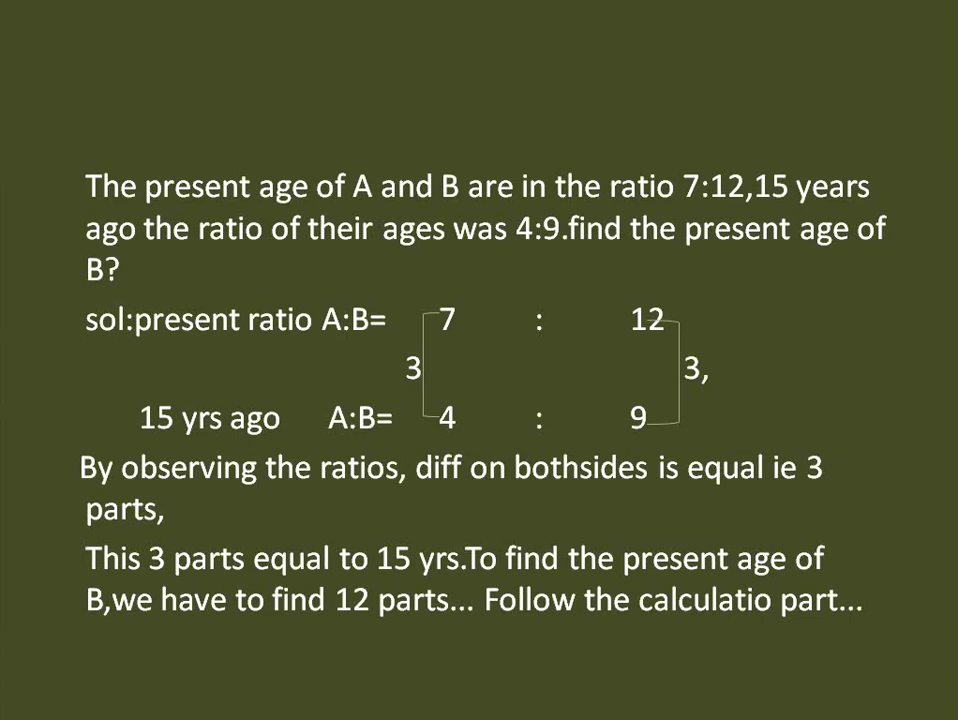 The present age of A and B are in the ratio 7:12,15 years
ago the ratio of their ages was 4:9.find the present age of
B?
sol:present ratio A:B= 7 : 12
3 3,
15 yrs ago A:B= 4 : 9
By observing the ratios, diff on bothsides is equal ie 3
parts,
This 3 parts equal to 15 yrs.To find the present age of
B,we have to find 12 parts... Follow the calculatio part...